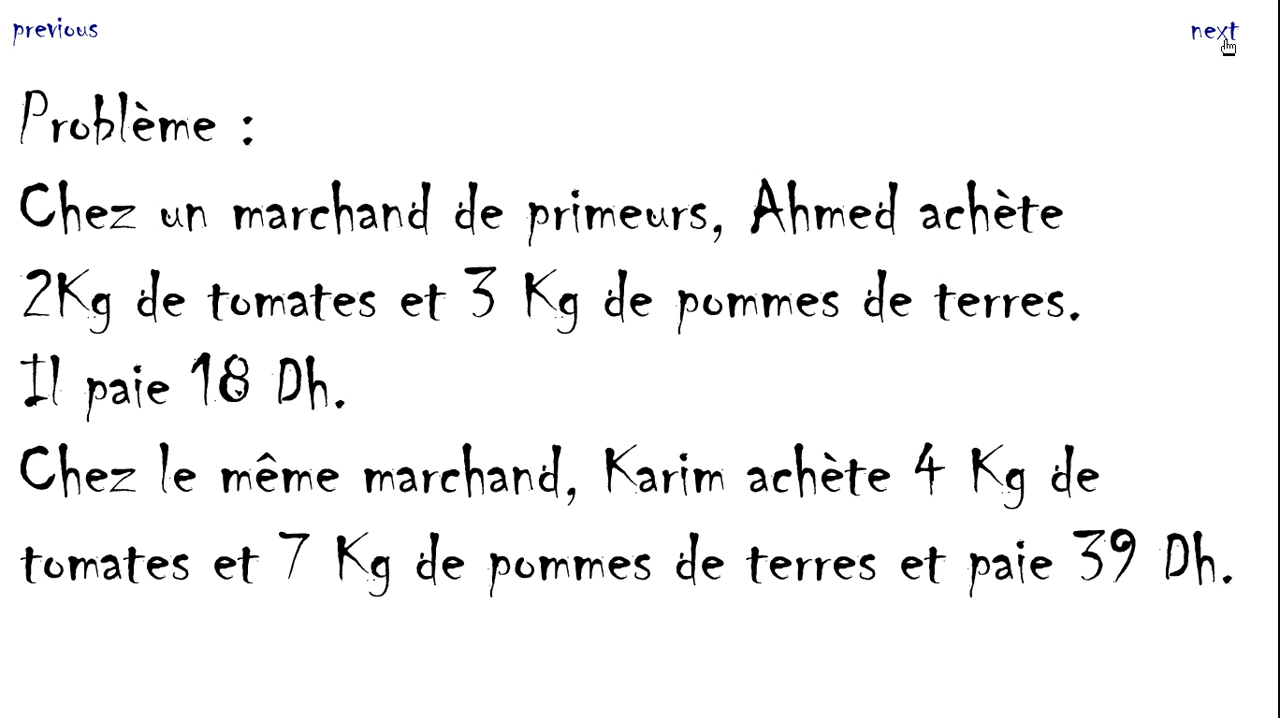 previous next
Problème :
Chez un marchand de primeurs, Ahmed achète
2Kg de tomates et 3 Kg de pommes de terres.
Il paie 18 Dh.
Chez le même marchand, Karim achète 4 Kg de
tomates et 7 Kg de pommes de terres et paie 39 Dh.